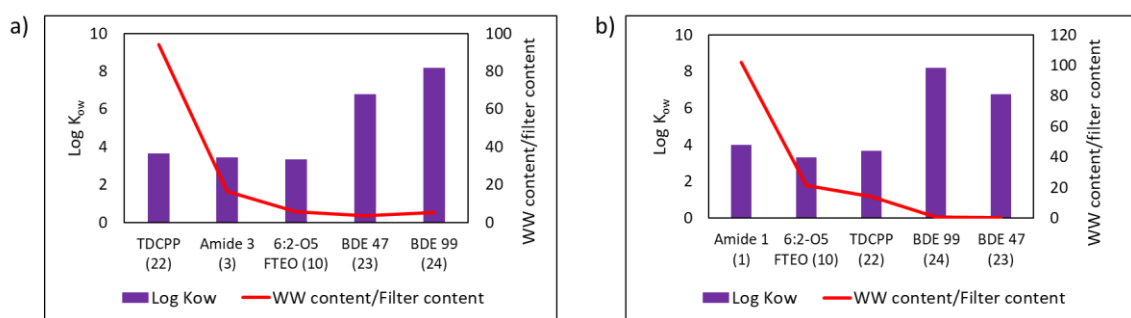 a)
10
8
6
4
2
0
Log Kow
100
80
60
40
20
0
WW content/filter content
TDCPP
(22)
Amide 3
(3)
6:2-O5
FTEO (10)
BDE 47
(23)
BDE 99
(24)
Log Kow
WW content/Filter content
b)
10
8
6
4
2
0
Log Kow
120
100
80
60
40
20
0
WW content/filter content
Amide 1
(1)
6:2-O5
FTEO (10)
TDCPP
(22)
BDE 99
(24)
BDE 47
(23)
Log Kow
WW content/Filter content